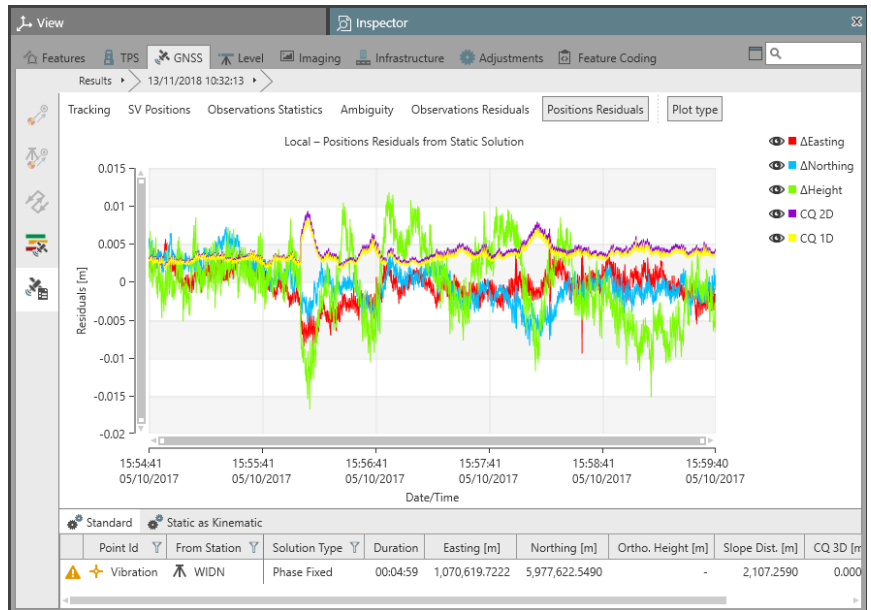 View
Inspector
Features TPS GNSS Level Imaging Infrastructure Adjustments Feature Coding
Results 13/11/2018 10:32:13
Tracking SV Positions Observations Statistics Ambiguity Observations Residuals Positions Residuals Plot type
Local – Positions Residuals from Static Solution
ΔEasting
ΔNorthing
ΔHeight
CQ 2D
CQ 1D
Residuals [m]
0.015
0.01
0.005
0
-0.005
-0.01
-0.015
-0.02
15:54:41 15:55:41 15:56:41 15:57:41 15:58:41 15:59:40
05/10/2017 05/10/2017 05/10/2017 05/10/2017 05/10/2017 05/10/2017
Date/Time
Standard Static as Kinematic
Point Id From Station Solution Type Duration Easting [m] Northing [m] Ortho. Height [m] Slope Dist. [m] CQ 3D [m
Vibration WIDN Phase Fixed 00:04:59 1,070,619.7222 5,977,622.5490 - 2,107.2590 0.000